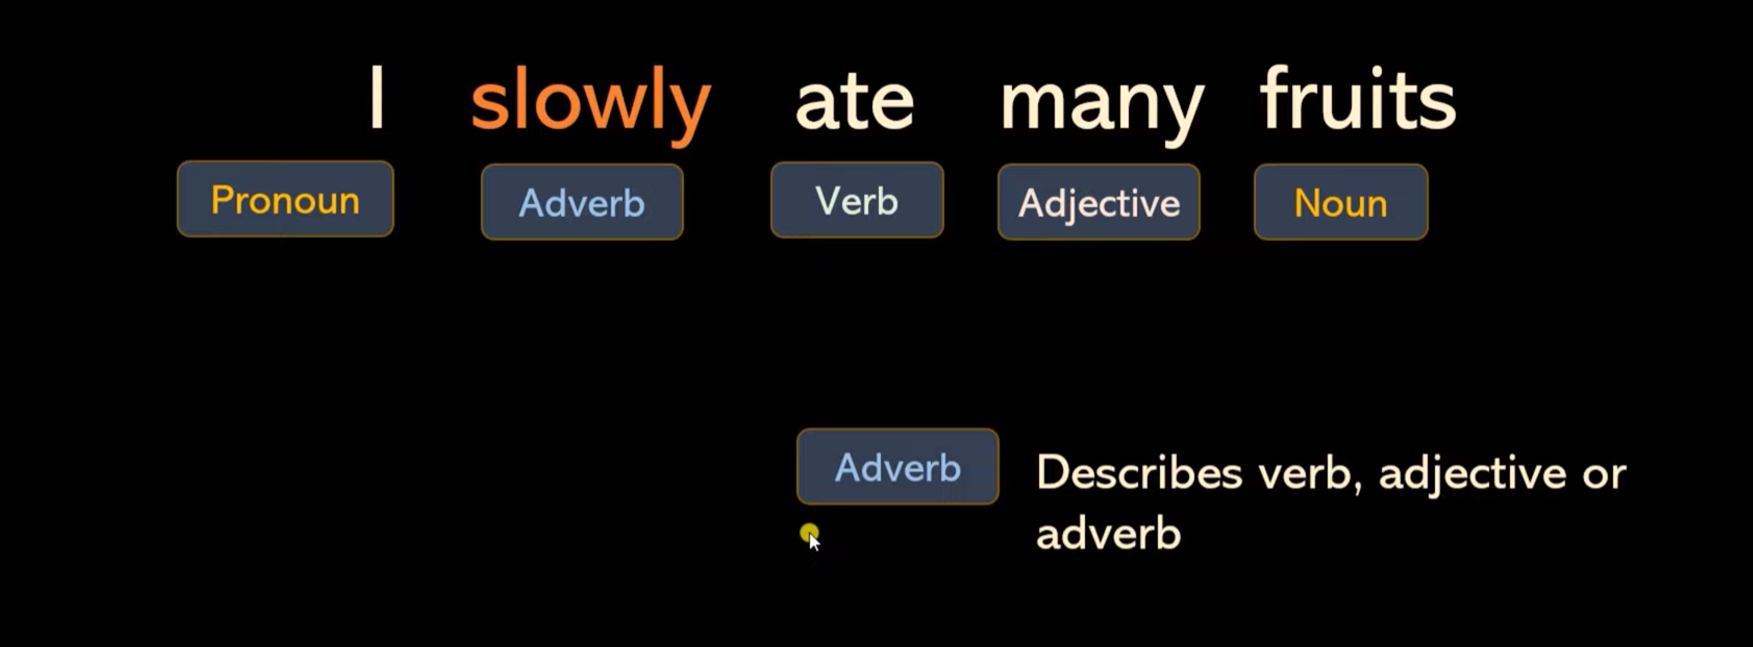 I slowly ate many fruits
Pronoun Adverb Verb Adjective Noun
Adverb Describes verb, adjective or
adverb